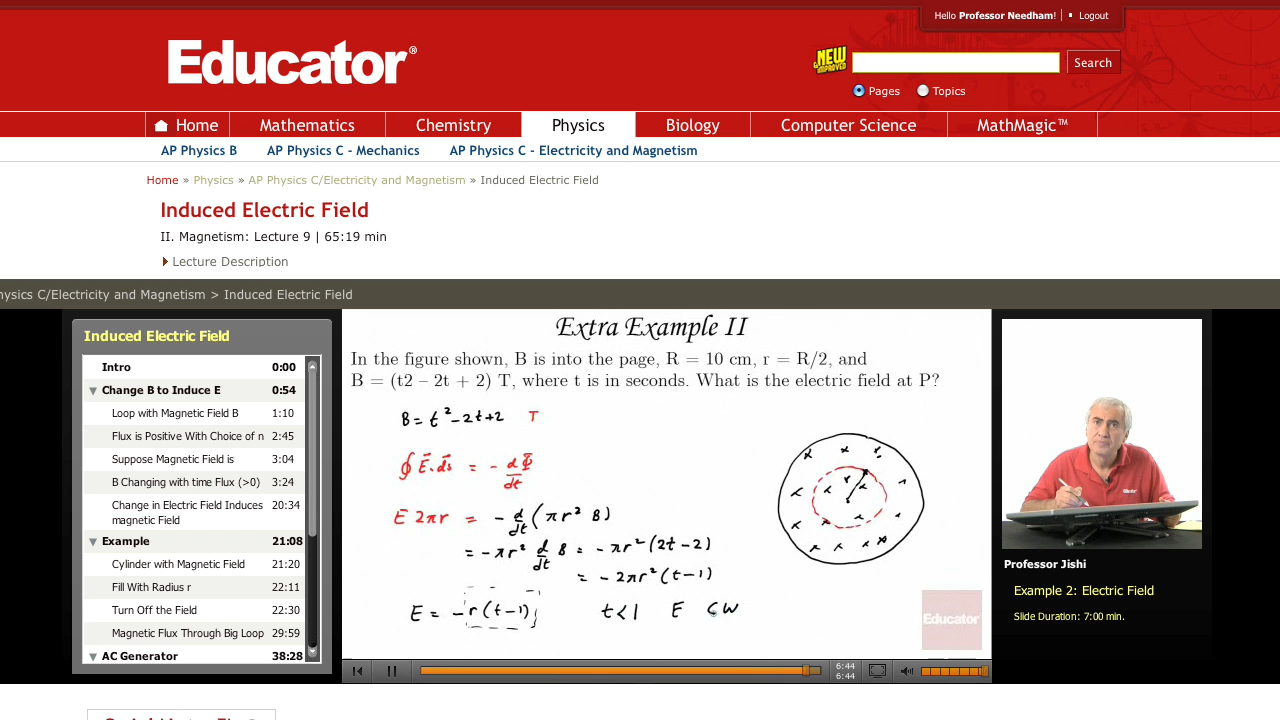 Hello Professor Needham! | Logout
Educator®
NEW
& IMPROVED
Search
Pages Topics
Home Mathematics Chemistry Physics Biology Computer Science MathMagic™
AP Physics B AP Physics C - Mechanics AP Physics C - Electricity and Magnetism
Home » Physics » AP Physics C/Electricity and Magnetism » Induced Electric Field
Induced Electric Field
II. Magnetism: Lecture 9 | 65:19 min
Lecture Description
hysics C/Electricity and Magnetism > Induced Electric Field
Induced Electric Field
Intro 0:00
Change B to Induce E 0:54
Loop with Magnetic Field B 1:10
Flux is Positive With Choice of n 2:45
Suppose Magnetic Field is 3:04
B Changing with time Flux (>0) 3:24
Change in Electric Field Induces 20:34
magnetic Field
Example 21:08
Cylinder with Magnetic Field 21:20
Fill With Radius r 22:11
Turn Off the Field 22:30
Magnetic Flux Through Big Loop 29:59
AC Generator 38:28
Extra Example II
In the figure shown, B is into the page, R = 10 cm, r = R/2, and
B = (t2 – 2t + 2) T, where t is in seconds. What is the electric field at P?
B = t² - 2t + 2 T
∮ E⃗ · ds⃗ = - dΦ/dt
E 2πr = - d/dt (πr² B)
= - πr² d/dt B = - πr² (2t - 2)
= - 2πr² (t - 1)
E = - r (t - 1) t < 1 E CW
r
Educator
6:44
6:44
Professor Jishi
Example 2: Electric Field
Slide Duration: 7:00 min.